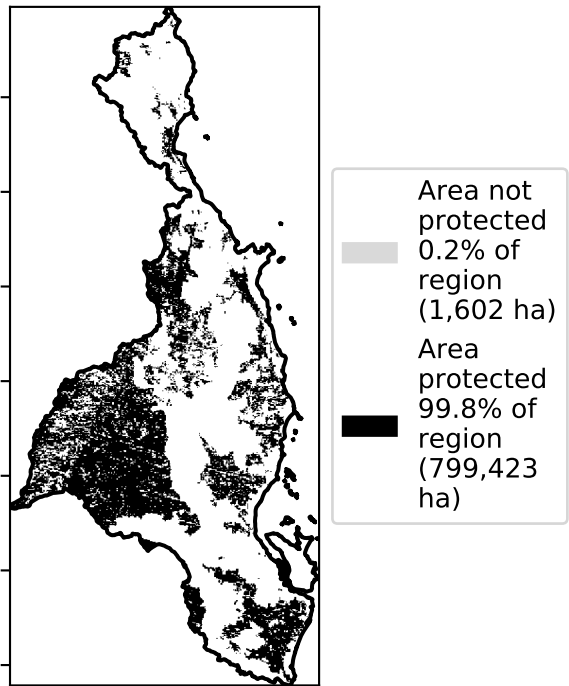 Area not
protected
0.2% of
region
(1,602 ha)
Area
protected
99.8% of
region
(799,423
ha)